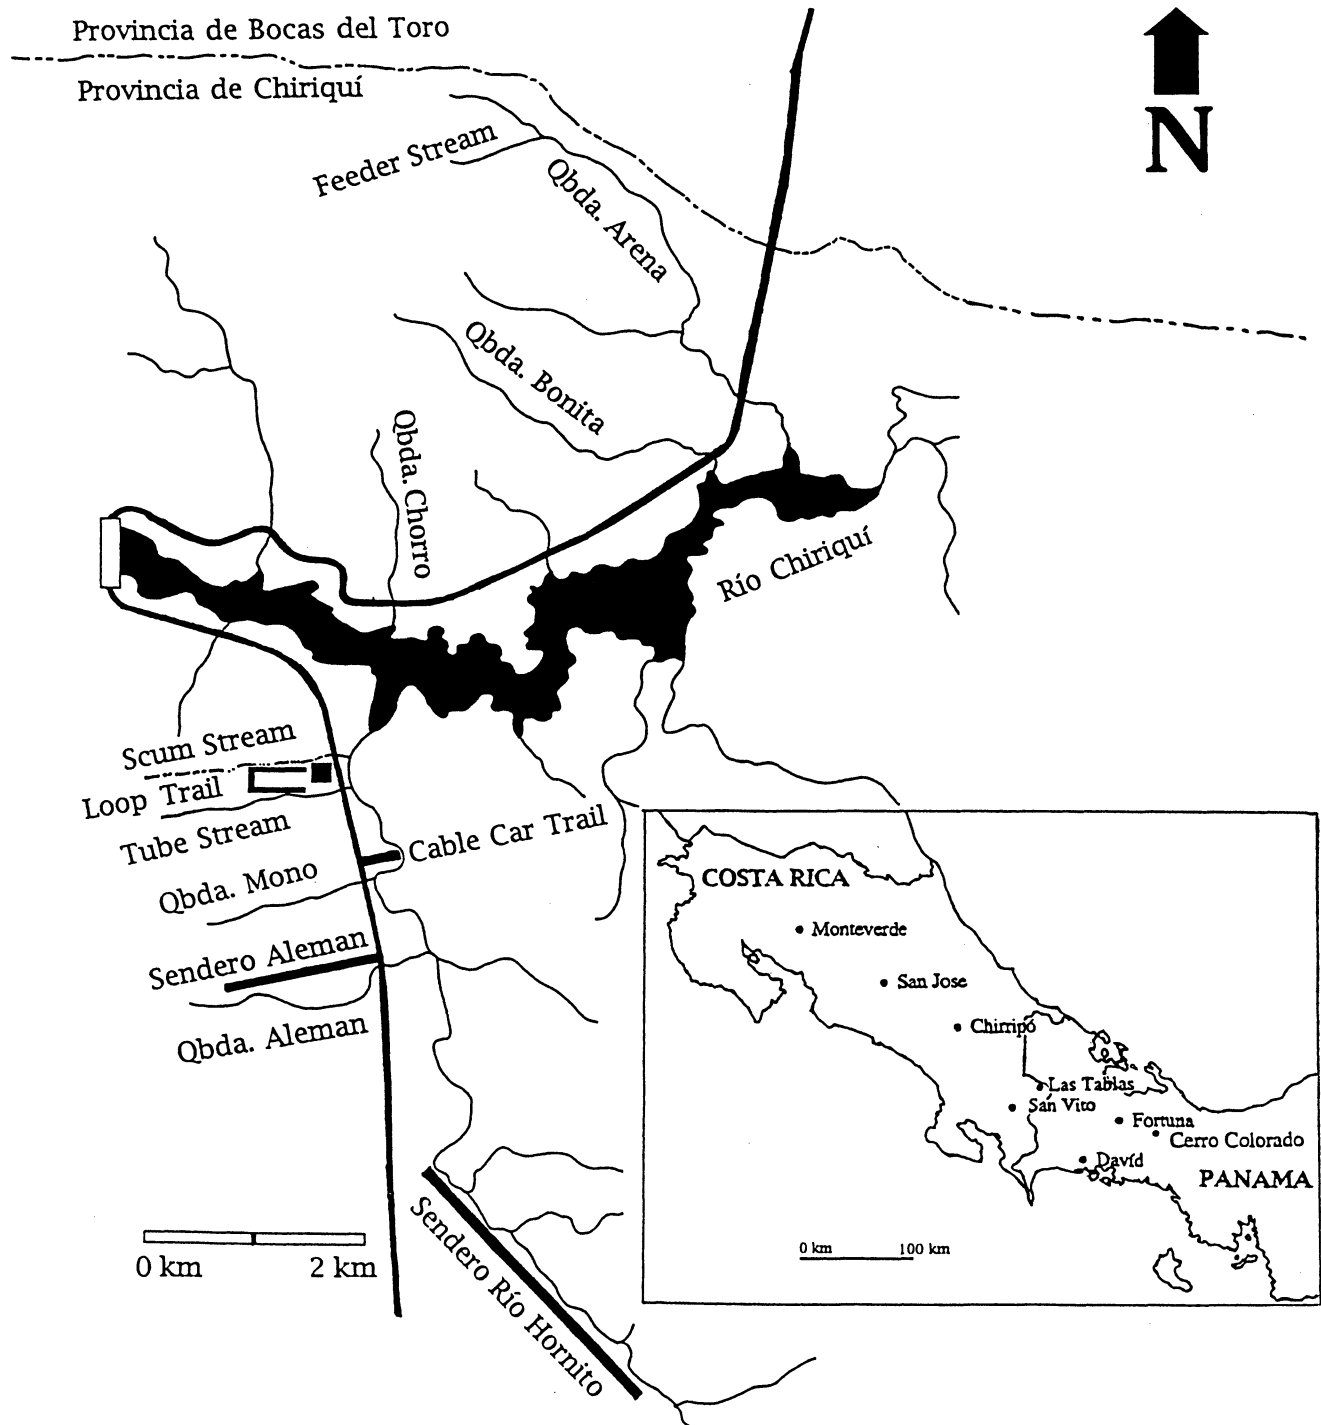 Provincia de Bocas del Toro
Provincia de Chiriquí
N
Feeder Stream
Qbda. Arena
Qbda. Bonita
Qbda. Chorro
Río Chiriquí
Scum Stream
Loop Trail
Tube Stream
Cable Car Trail
Qbda. Mono
Sendero Aleman
Qbda. Aleman
0 km 2 km
Sendero Río Hornito
COSTA RICA
Monteverde
San Jose
Chirripó
Las Tablas
San Vito
Fortuna
Cerro Colorado
Davíd
PANAMA
0 km 100 km